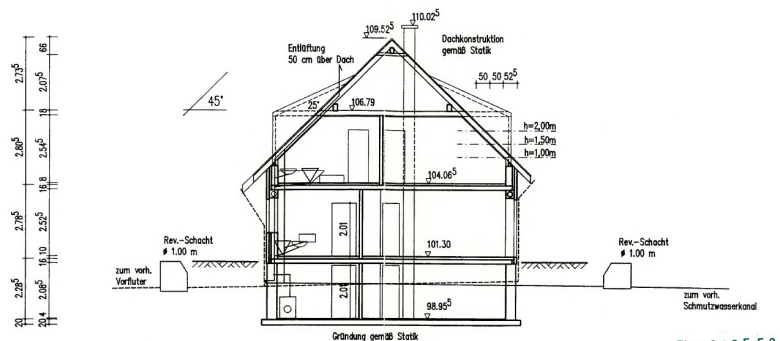 110.02⁵
109.52⁵
Dachkonstruktion
gemäß Statik
Entlüftung
50 cm über Dach
50 50 52⁵
45°
25°
106.79
h=2,00m
h=1,50m
h=1,00m
104.06⁵
2.01
101.30
Rev.-Schacht
ø 1.00 m
Rev.-Schacht
ø 1.00 m
zum vorh.
Vorfluter
zum vorh.
Schmutzwasserkanal
2.01
98.95⁵
Gründung gemäß Statik
2.73⁵
66
2.07⁵
18
2.80⁵
2.54⁵
16.8
2.78⁵
2.52⁵
16.10
2.28⁵
2.08⁵
20
20.4